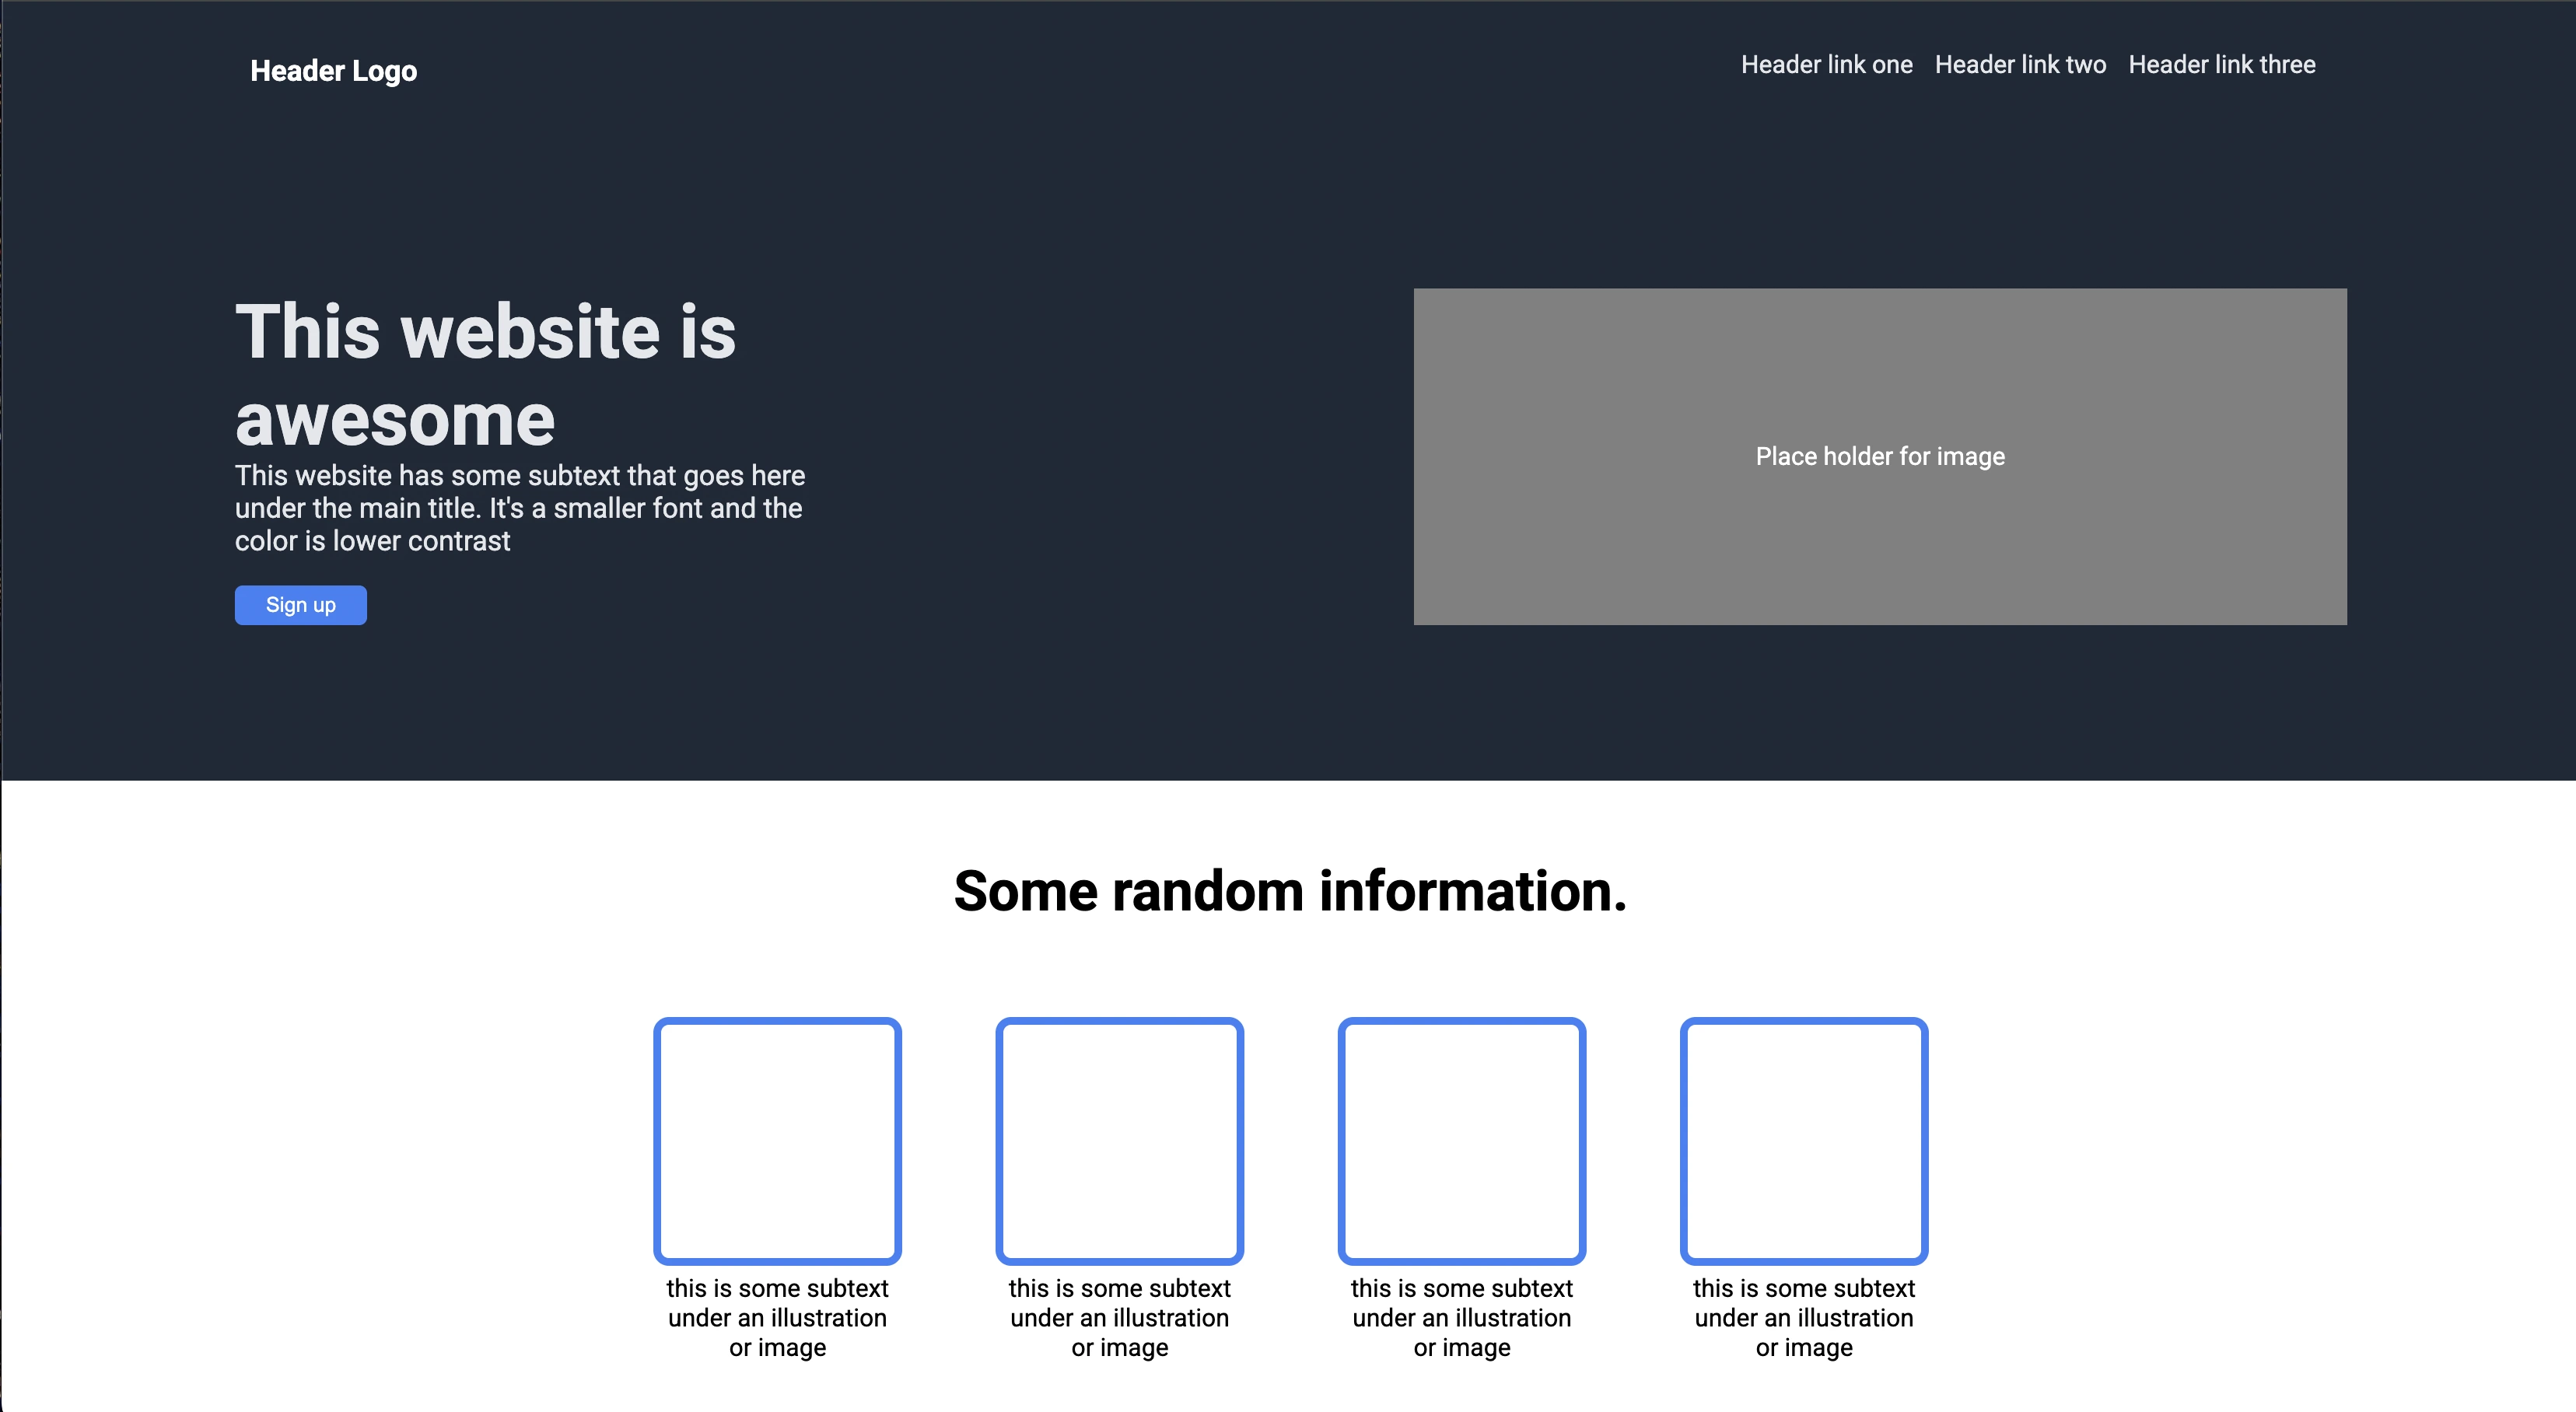 Header Logo
Header link one Header link two Header link three
This website is
awesome
This website has some subtext that goes here
under the main title. It's a smaller font and the
color is lower contrast
Sign up
Place holder for image
Some random information.
this is some subtext
under an illustration
or image
this is some subtext
under an illustration
or image
this is some subtext
under an illustration
or image
this is some subtext
under an illustration
or image